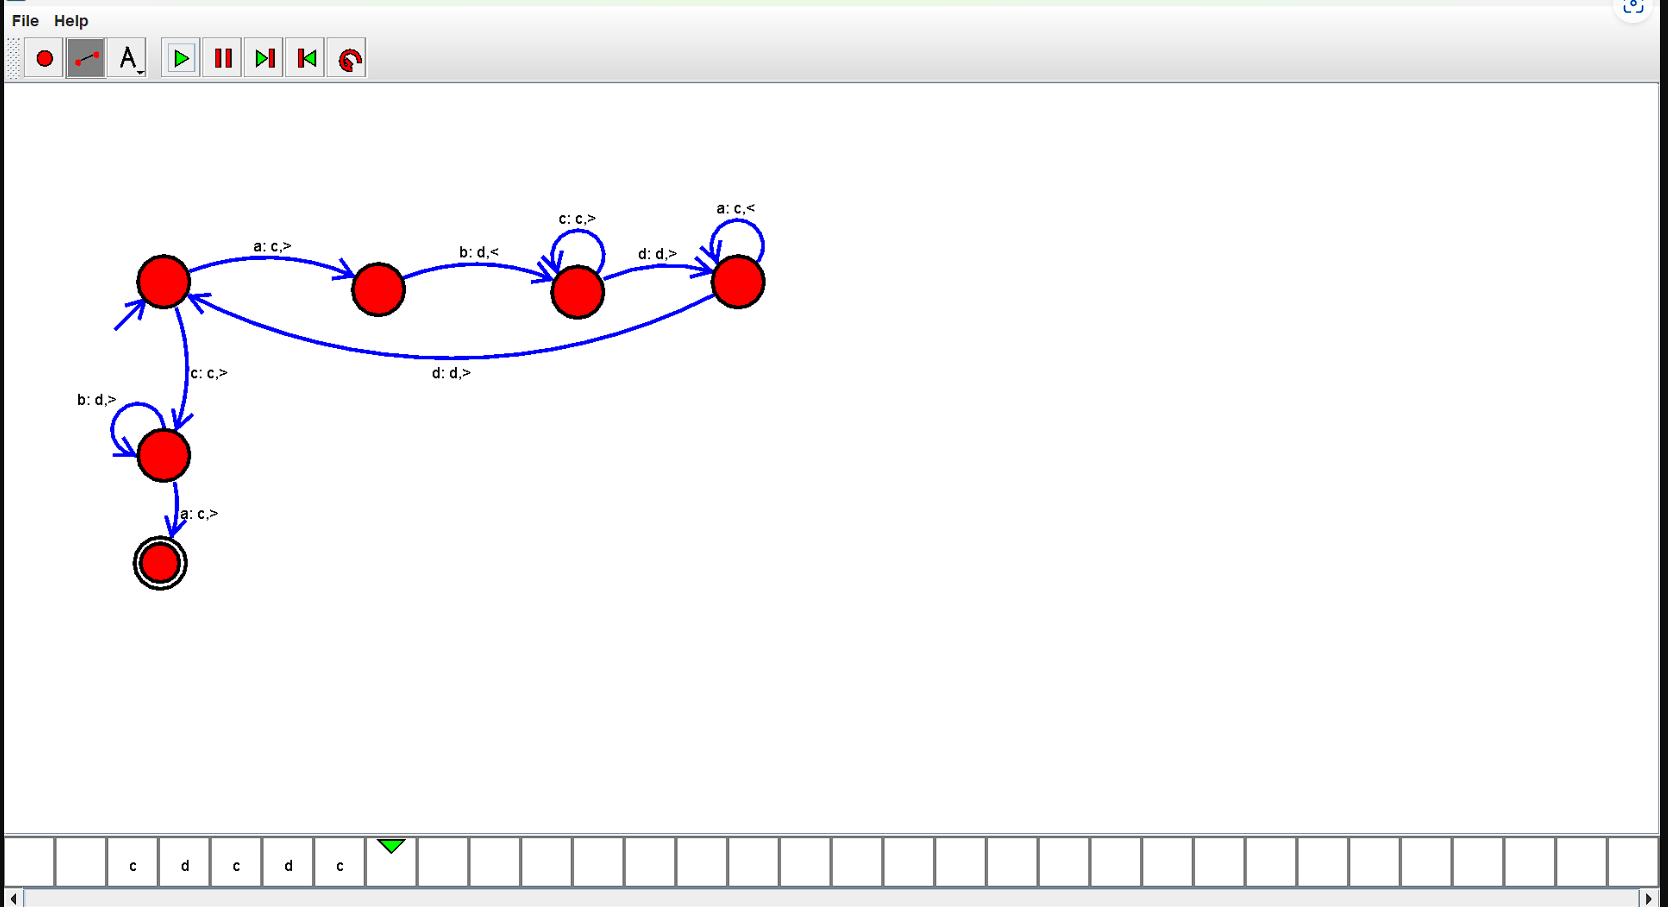 File Help
A
a: c,<
c: c,>
a: c,> b: d,< d: d,>
c: c,> d: d,>
b: d,>
a: c,>
c d c d c